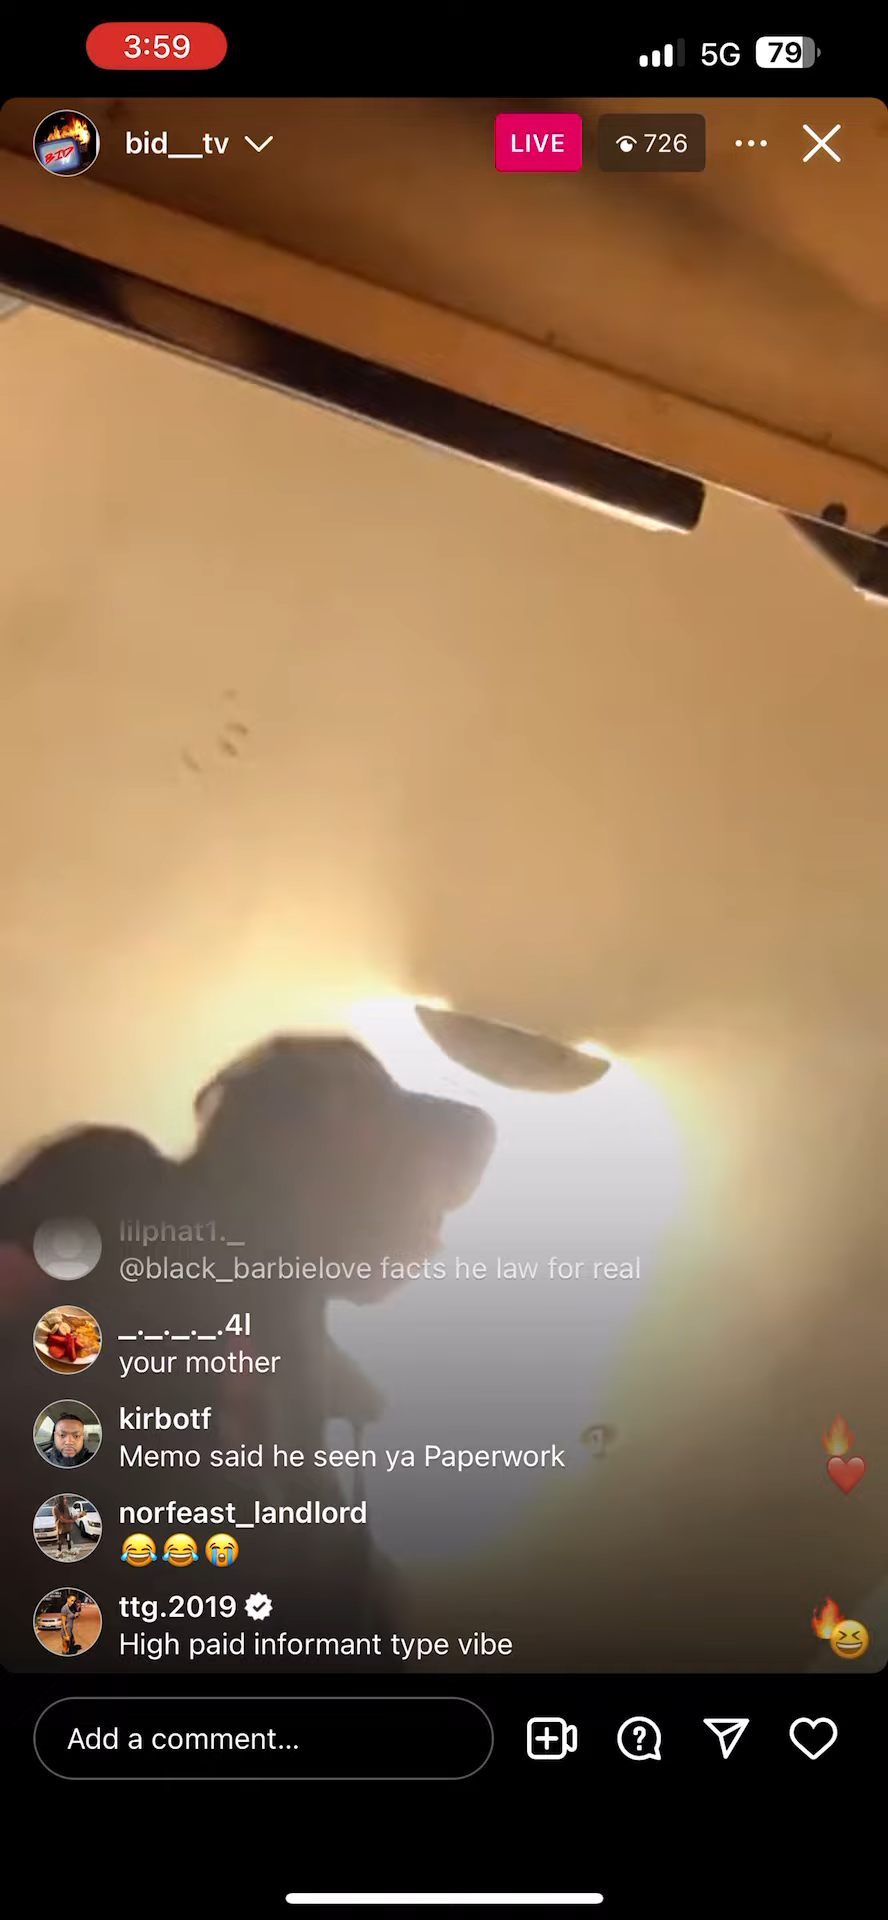 3:59
5G
79
BID
bid__tv
LIVE
726
lilphat1._
@black_barbielove facts he law for real
_._._._.4l
your mother
kirbotf
Memo said he seen ya Paperwork
norfeast_landlord
😂😂😭
ttg.2019
High paid informant type vibe
Add a comment...